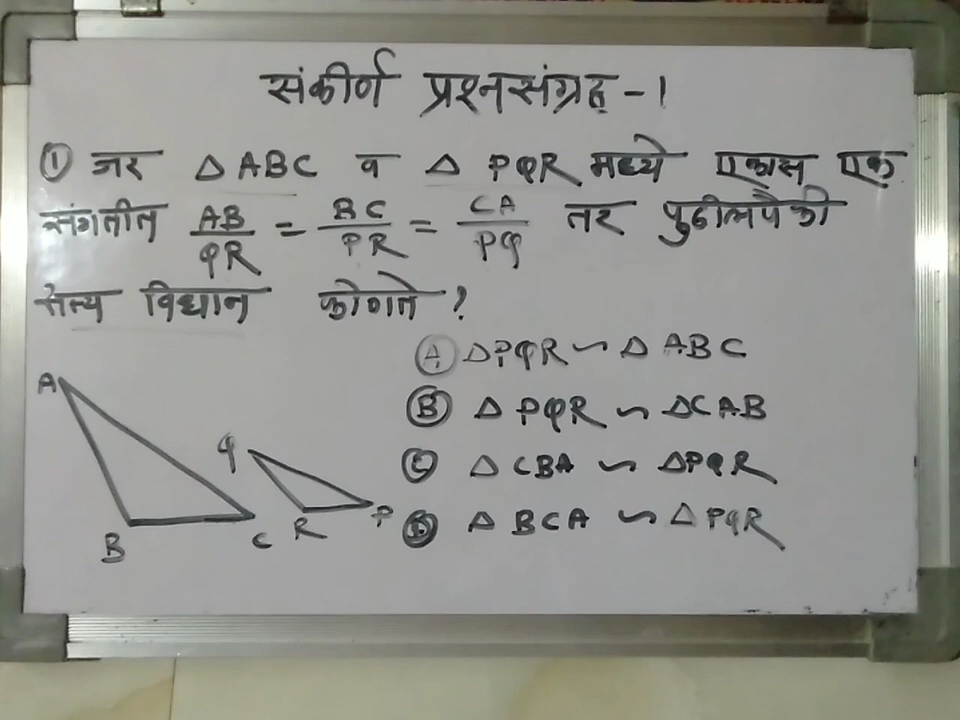 संकीर्ण प्रश्नसंग्रह - 1
① जर △ABC व △ PQR मध्ये एकास एक
संगतीत AB/QR = BC/PR = CA/PQ तर पुढीलपैकी
सत्य विधान कोणते ?
Ⓐ △PQR ∽ △ABC
Ⓑ △PQR ∽ △CAB
Ⓒ △CBA ∽ △PQR
Ⓓ △BCA ∽ △PQR
A
B
C
Q
R
P